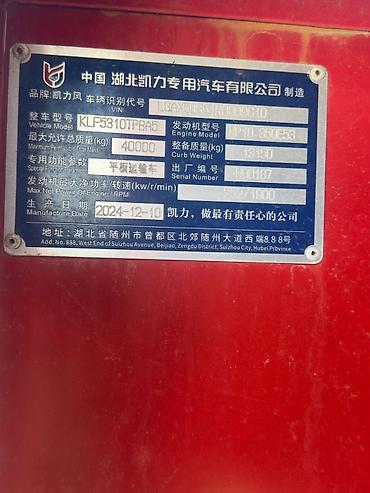 中国 湖北凯力专用汽车有限公司 制造
品牌:凯力风 车辆识别代号
VIN
整车型号 KLF5310TPBA5 发动机型号
Vehicle Model Engine Model
最大允许总质量(kg) 40000 整备质量(kg)
Curb Weight
专用功能参数 平板运输车 出厂编号
Serial Number
发动机最大净功率/转速(kw/r/min)
Max Net Power Of Engine/RPM
生产日期 2024-12-10 凯力，做最有责任心的公司
Manufacture Date
地址：湖北省随州市曾都区北郊随州大道西端888号
Add: No. 888, West End of Suizhou Avenue, Beijiao, Zengdu District, Suizhou City, Hubei Province